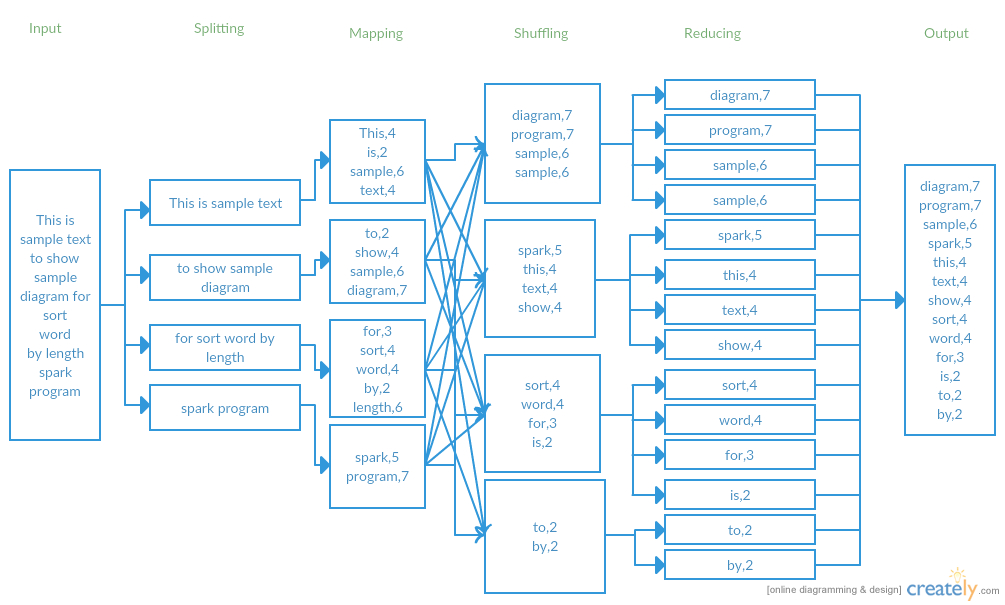 Input
Splitting
Mapping
Shuffling
Reducing
Output
This is
sample text
to show
sample
diagram for
sort
word
by length
spark
program
This is sample text
to show sample
diagram
for sort word by
length
spark program
This,4
is,2
sample,6
text,4
to,2
show,4
sample,6
diagram,7
for,3
sort,4
word,4
by,2
length,6
spark,5
program,7
diagram,7
program,7
sample,6
sample,6
spark,5
this,4
text,4
show,4
sort,4
word,4
for,3
is,2
to,2
by,2
diagram,7
program,7
sample,6
sample,6
spark,5
this,4
text,4
show,4
sort,4
word,4
for,3
is,2
to,2
by,2
diagram,7
program,7
sample,6
spark,5
this,4
text,4
show,4
sort,4
word,4
for,3
is,2
to,2
by,2
[online diagramming & design] creately.com